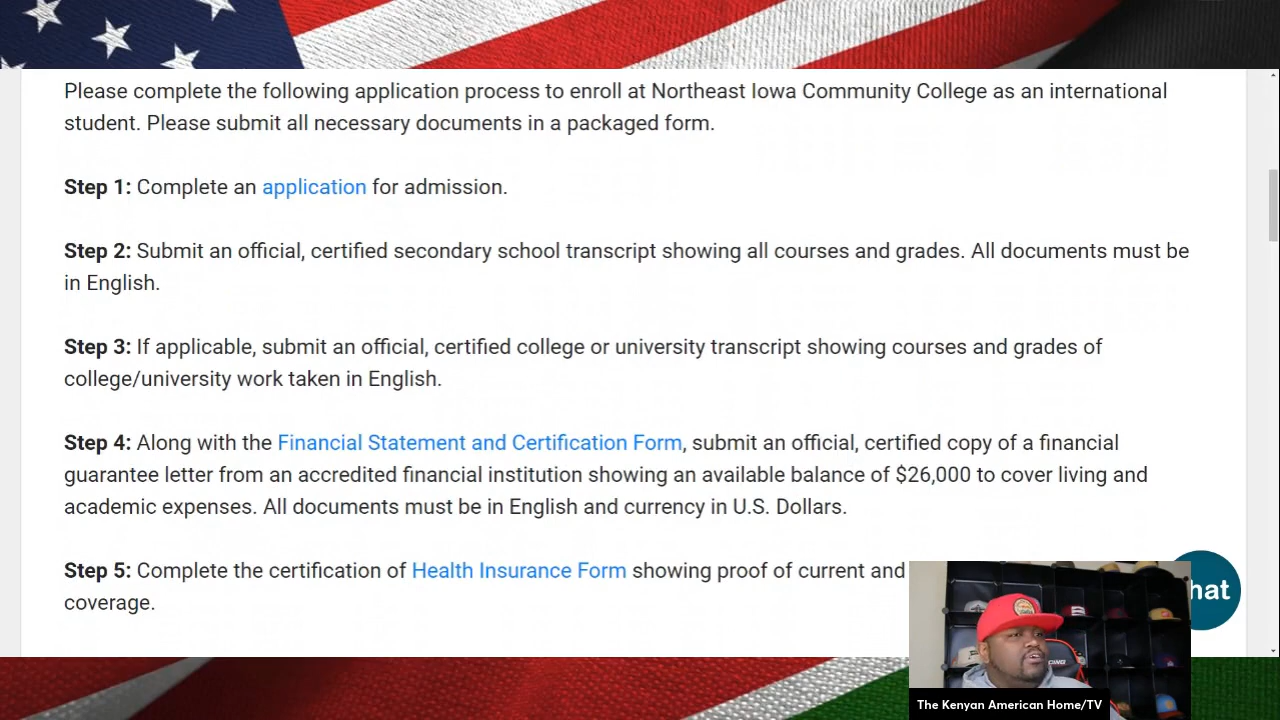 Please complete the following application process to enroll at Northeast Iowa Community College as an international
student. Please submit all necessary documents in a packaged form.
Step 1: Complete an application for admission.
Step 2: Submit an official, certified secondary school transcript showing all courses and grades. All documents must be
in English.
Step 3: If applicable, submit an official, certified college or university transcript showing courses and grades of
college/university work taken in English.
Step 4: Along with the Financial Statement and Certification Form, submit an official, certified copy of a financial
guarantee letter from an accredited financial institution showing an available balance of $26,000 to cover living and
academic expenses. All documents must be in English and currency in U.S. Dollars.
Step 5: Complete the certification of Health Insurance Form showing proof of current and
coverage.
hat
The Kenyan American Home/TV